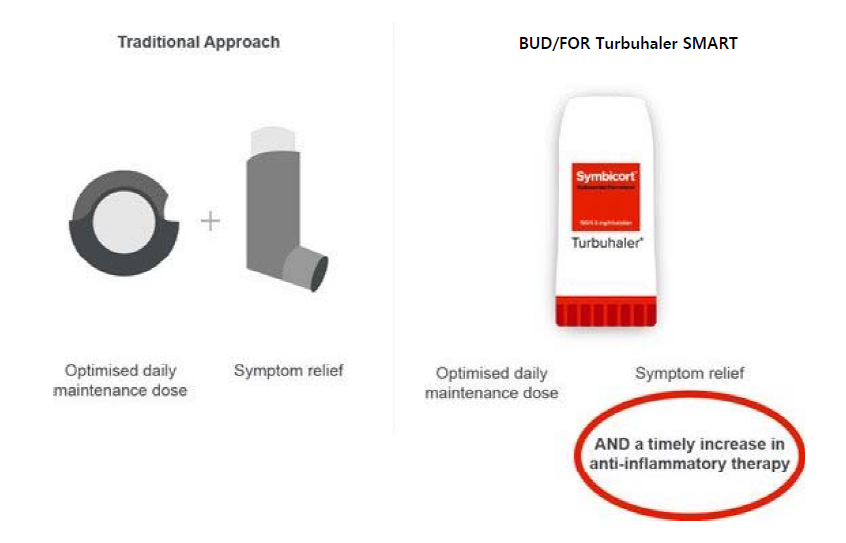 Traditional Approach
BUD/FOR Turbuhaler SMART
Symbicort®
Turbuhaler®
+
Optimised daily
maintenance dose
Symptom relief
Optimised daily
maintenance dose
Symptom relief
AND a timely increase in
anti-inflammatory therapy